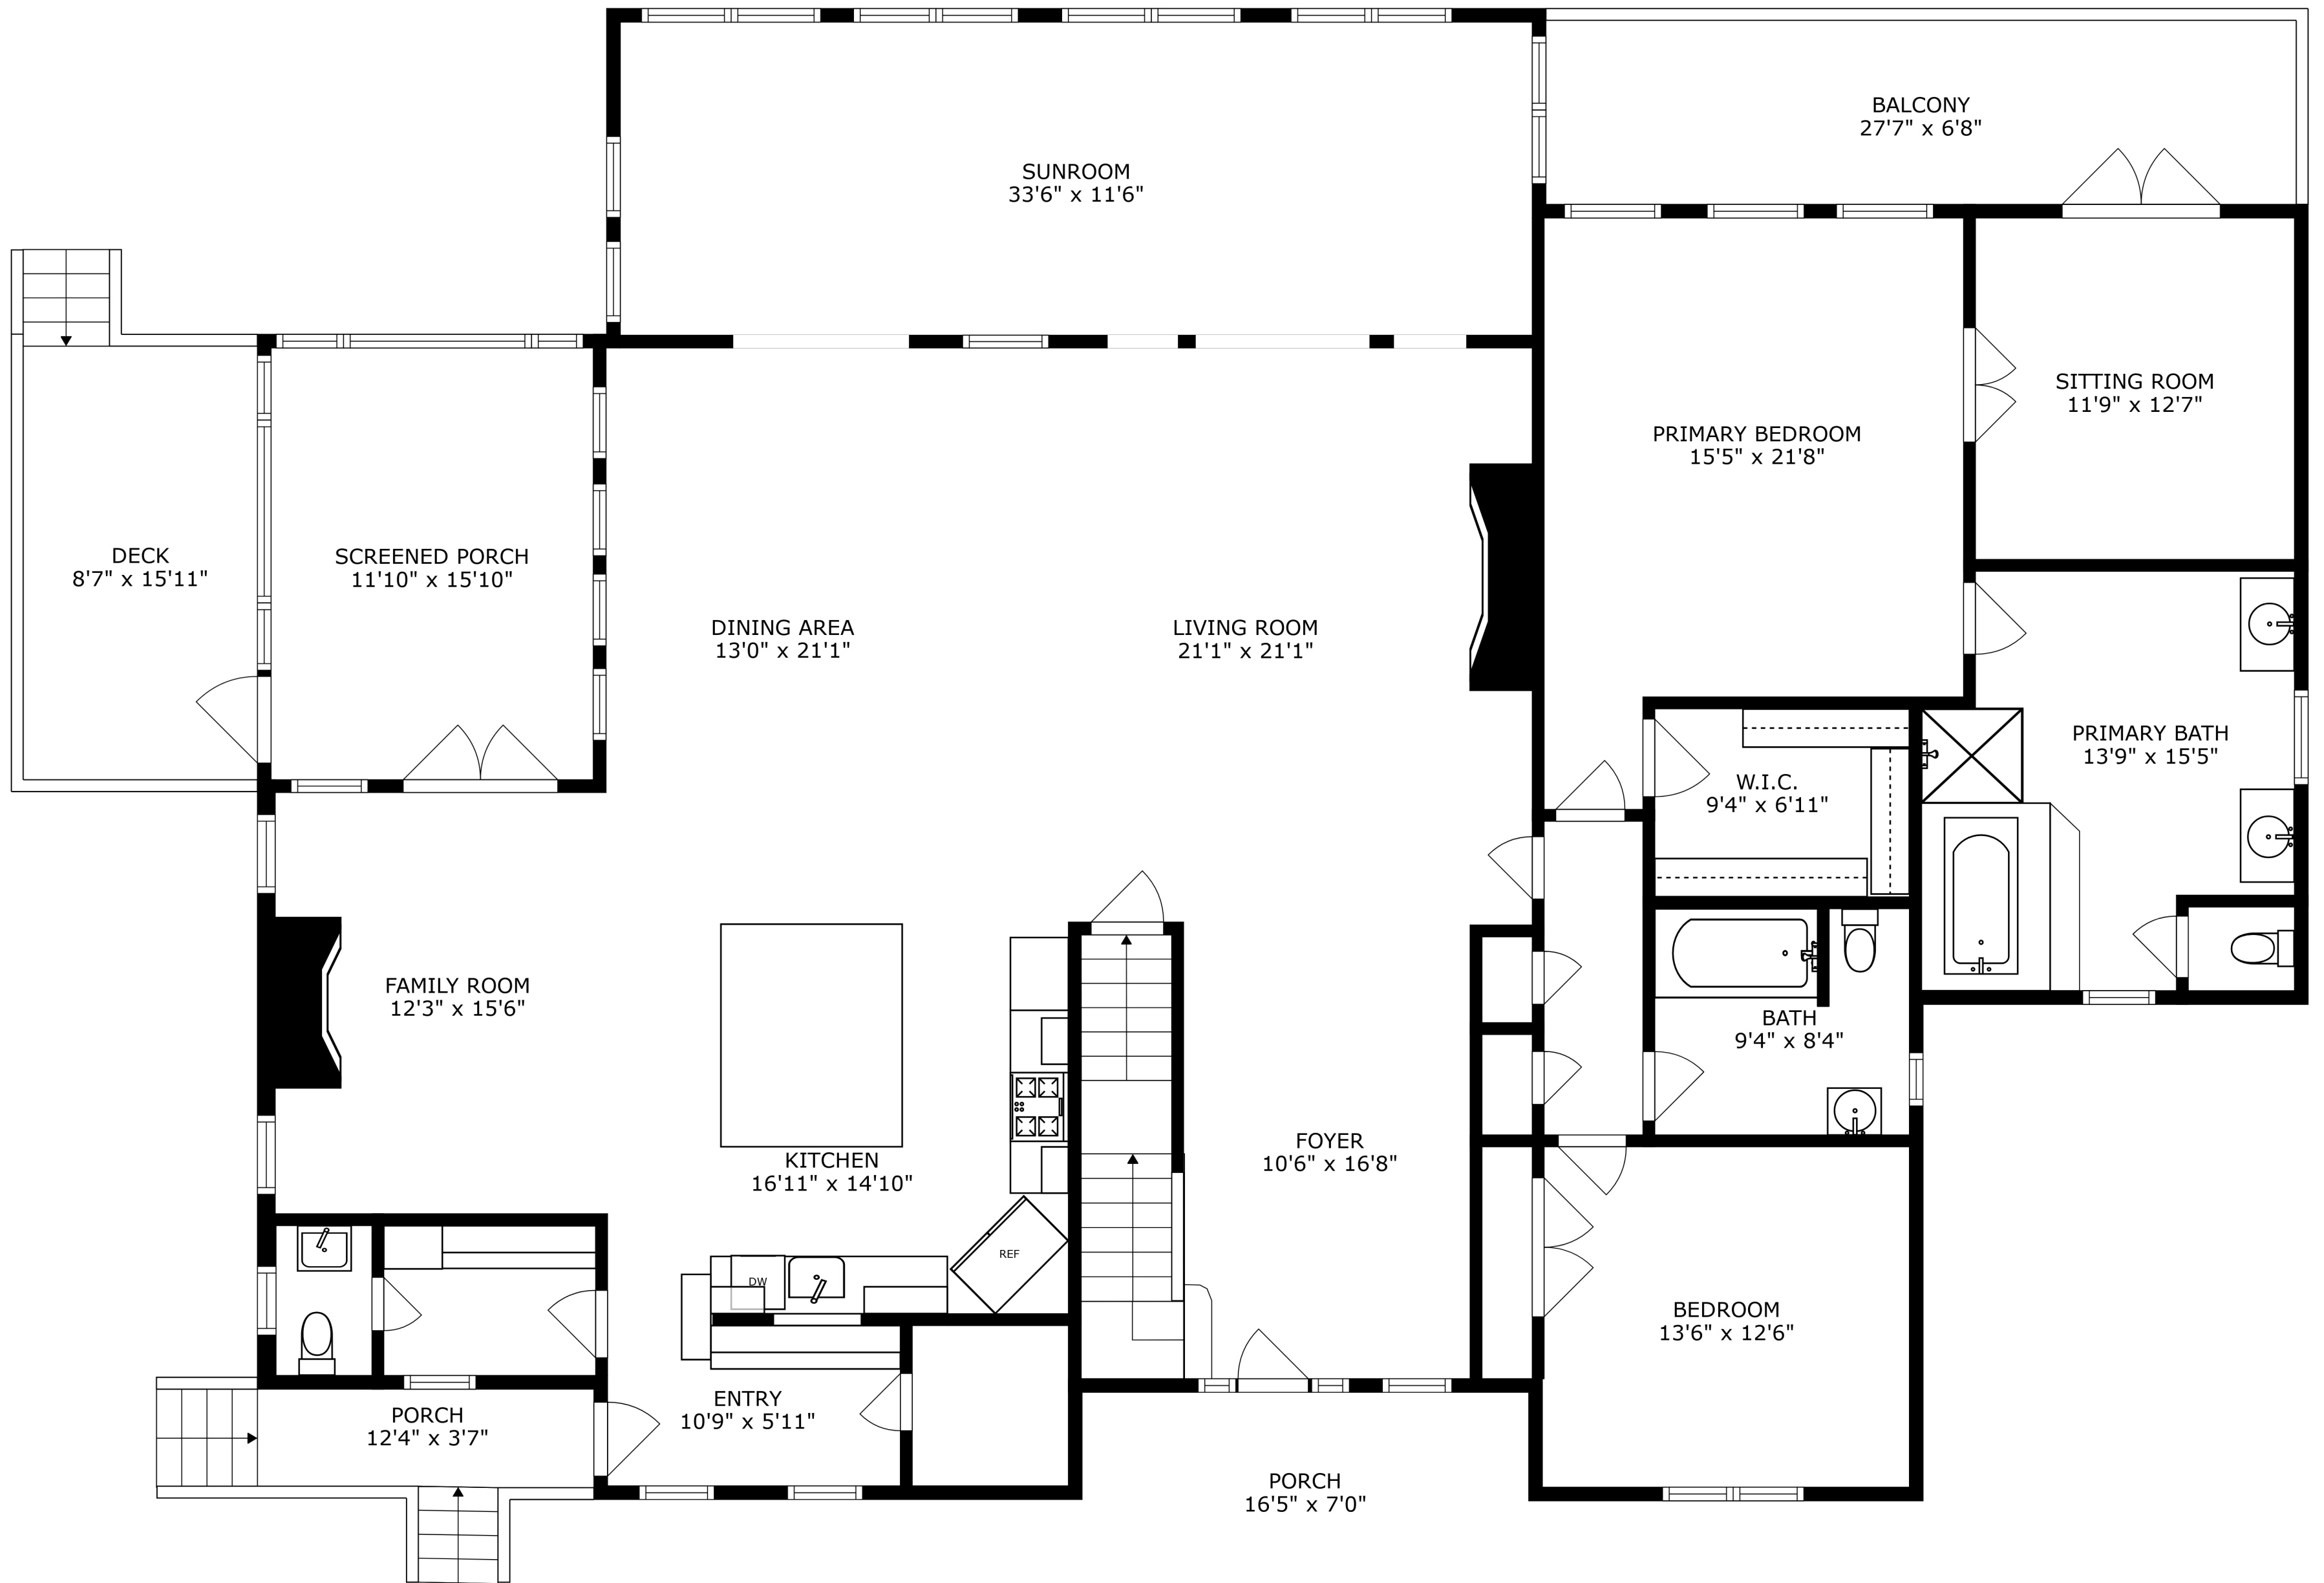 BALCONY
27'7" x 6'8"
SUNROOM
33'6" x 11'6"
SITTING ROOM
11'9" x 12'7"
PRIMARY BEDROOM
15'5" x 21'8"
DECK
8'7" x 15'11"
SCREENED PORCH
11'10" x 15'10"
DINING AREA
13'0" x 21'1"
LIVING ROOM
21'1" x 21'1"
PRIMARY BATH
13'9" x 15'5"
W.I.C.
9'4" x 6'11"
FAMILY ROOM
12'3" x 15'6"
BATH
9'4" x 8'4"
FOYER
10'6" x 16'8"
KITCHEN
16'11" x 14'10"
REF
DW
BEDROOM
13'6" x 12'6"
ENTRY
10'9" x 5'11"
PORCH
12'4" x 3'7"
PORCH
16'5" x 7'0"